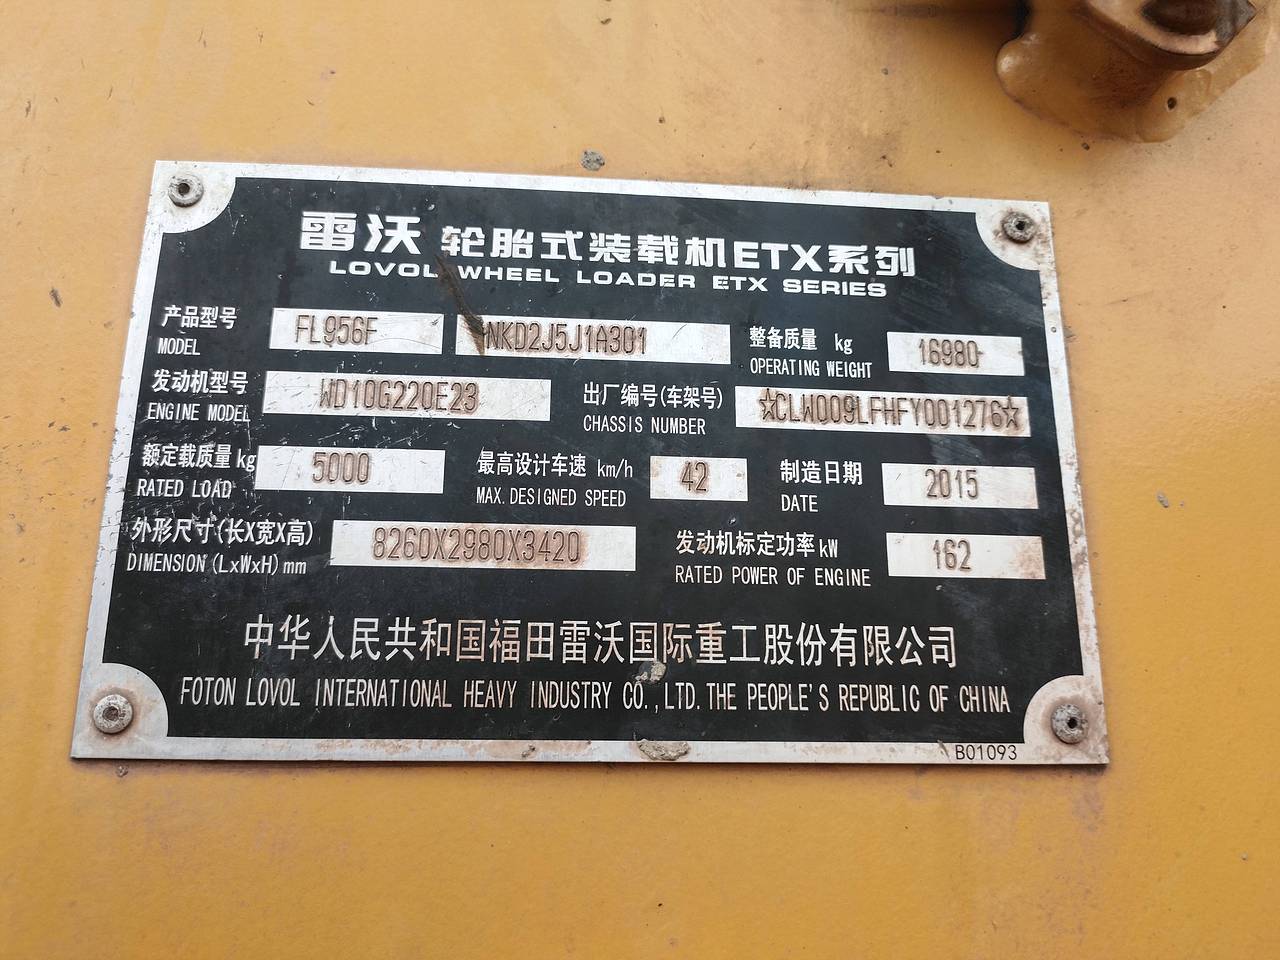 雷沃 轮胎式装载机ETX系列
LOVOL WHEEL LOADER ETX SERIES
产品型号 FL956F NKD2J5J1A301 整备质量 kg 16980
MODEL OPERATING WEIGHT
发动机型号 WD10G220E23 出厂编号(车架号) ☆CLW009LFHFY001276☆
ENGINE MODEL CHASSIS NUMBER
额定载质量 kg 5000 最高设计车速 km/h 42 制造日期 2015
RATED LOAD MAX.DESIGNED SPEED DATE
外形尺寸(长X宽X高) 8260X2980X3420 发动机标定功率 kW 162
DIMENSION (LxWxH) mm RATED POWER OF ENGINE
中华人民共和国福田雷沃国际重工股份有限公司
FOTON LOVOL INTERNATIONAL HEAVY INDUSTRY CO.,LTD.THE PEOPLE'S REPUBLIC OF CHINA
B01093